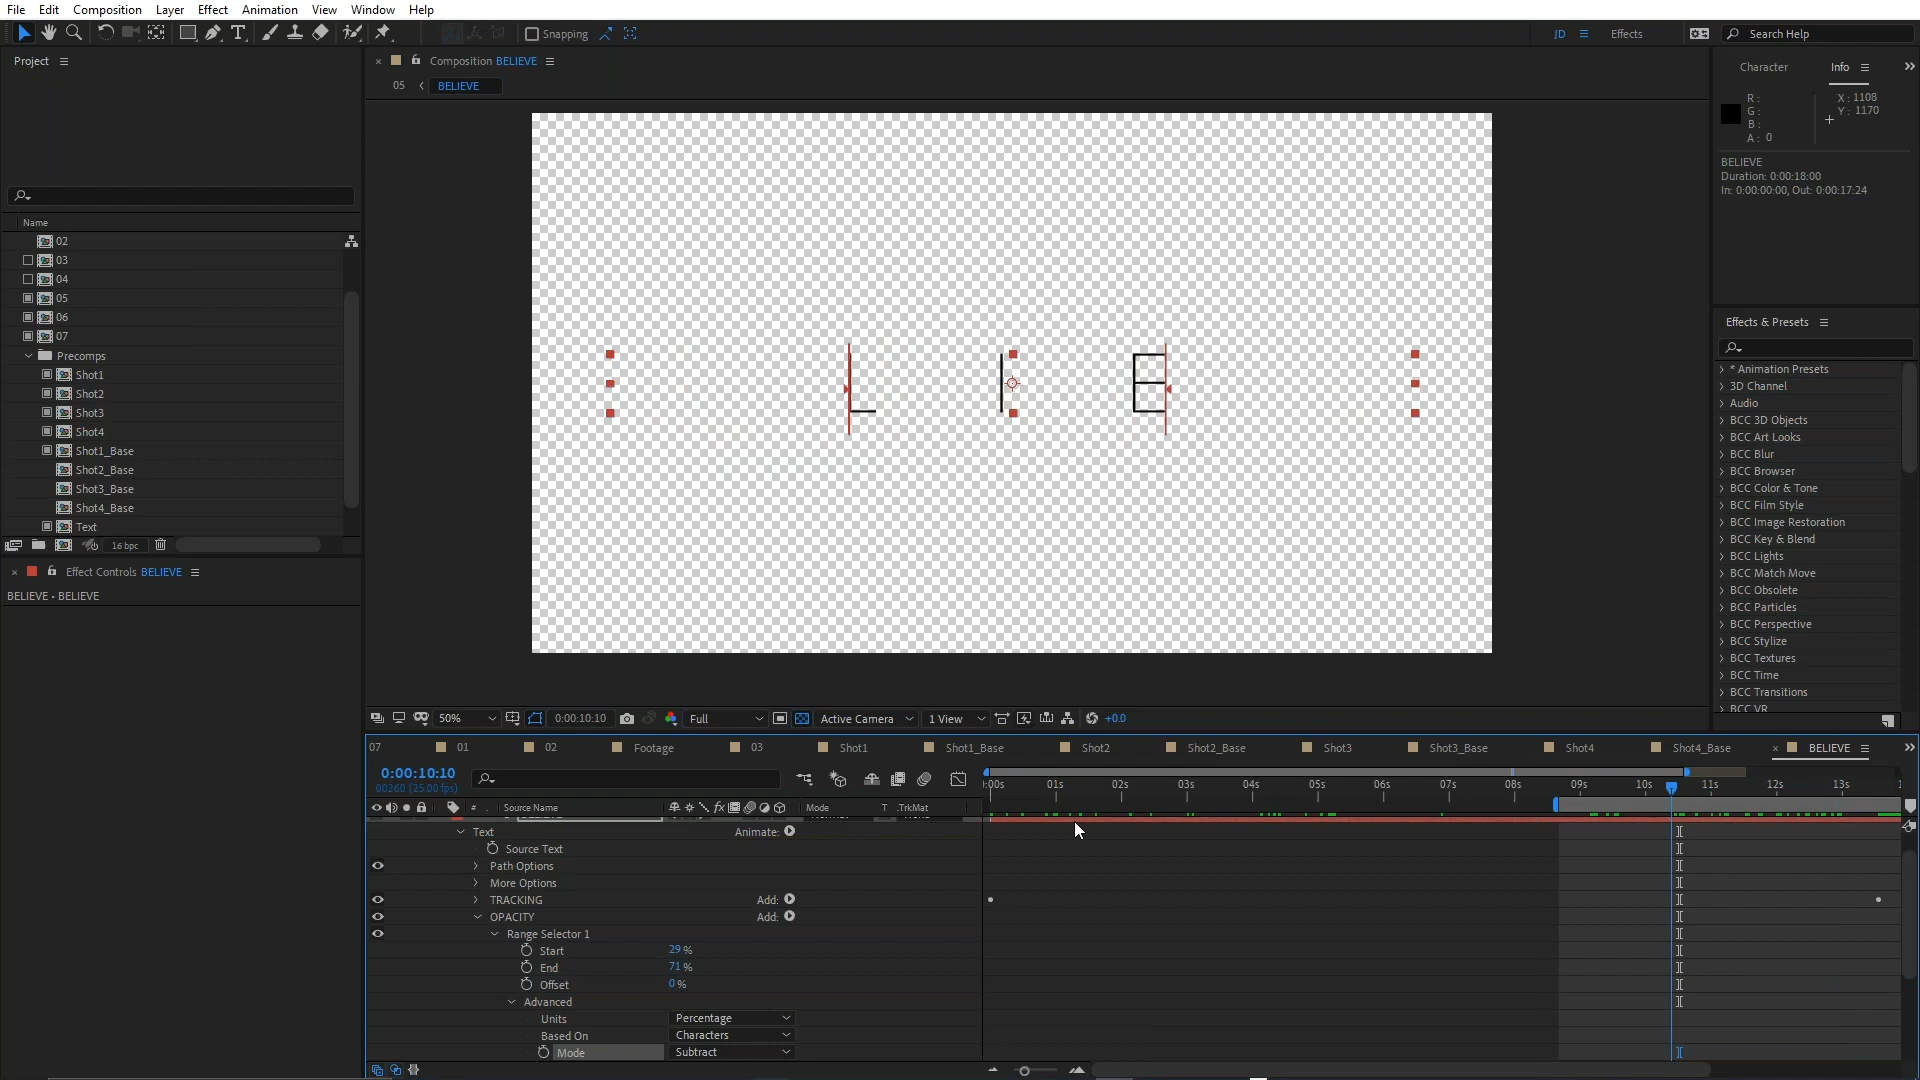 File Edit Composition Layer Effect Animation View Window Help
Snapping
JD
Effects
Search Help
Project
Composition BELIEVE
05
BELIEVE
Character
Info
R :
G :
B :
A : 0
X : 1108
Y : 1170
BELIEVE
Duration: 0:00:18:00
In: 0:00:00:00, Out: 0:00:17:24
Name
02
03
04
05
06
07
Precomps
Shot1
Shot2
Shot3
Shot4
Shot1_Base
Shot2_Base
Shot3_Base
Shot4_Base
Text
16 bpc
L I E
Effects & Presets
* Animation Presets
3D Channel
Audio
BCC 3D Objects
BCC Art Looks
BCC Blur
BCC Browser
BCC Color & Tone
BCC Film Style
BCC Image Restoration
BCC Key & Blend
BCC Lights
BCC Match Move
BCC Obsolete
BCC Particles
BCC Perspective
BCC Stylize
BCC Textures
BCC Time
BCC Transitions
BCC VR
Effect Controls BELIEVE
BELIEVE - BELIEVE
50%
0:00:10:10
Full
Active Camera
1 View
+0.0
07
01
02
Footage
03
Shot1
Shot1_Base
Shot2
Shot2_Base
Shot3
Shot3_Base
Shot4
Shot4_Base
BELIEVE
0:00:10:10
00260 (25.00 fps)
:00s 01s 02s 03s 04s 05s 06s 07s 08s 09s 10s 11s 12s 13s
# . Source Name
Mode
T .TrkMat
Text
Animate:
Source Text
Path Options
More Options
TRACKING
Add:
OPACITY
Add:
Range Selector 1
Start 29 %
End 71 %
Offset 0 %
Advanced
Units Percentage
Based On Characters
Mode Subtract